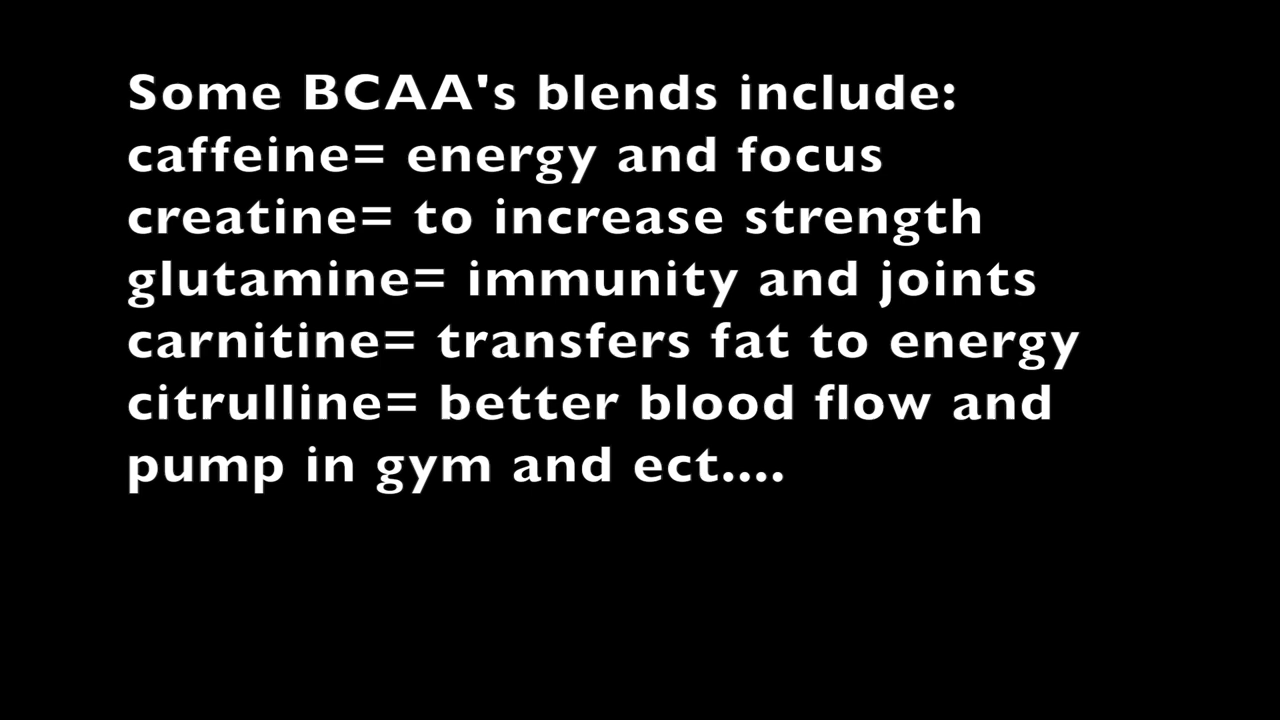 Some BCAA's blends include:
caffeine= energy and focus
creatine= to increase strength
glutamine= immunity and joints
carnitine= transfers fat to energy
citrulline= better blood flow and
pump in gym and ect....